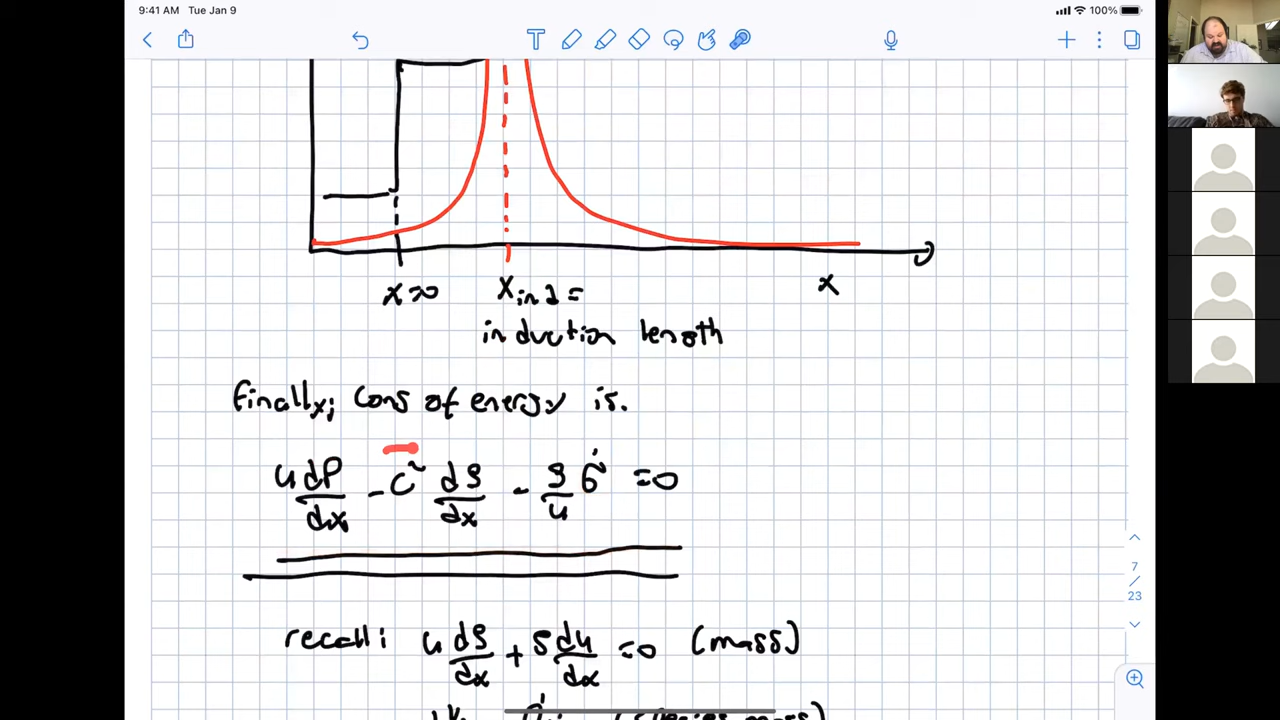 9:41 AM Tue Jan 9
100%
x=0
x_ind =
induction length
x
Finally; Cons of energy is.
u dP/dx - c² dρ/dx - ρ/u σ̇ =0
7
/
23
recall: u dρ/dx + ρ du/dx =0 (mass)